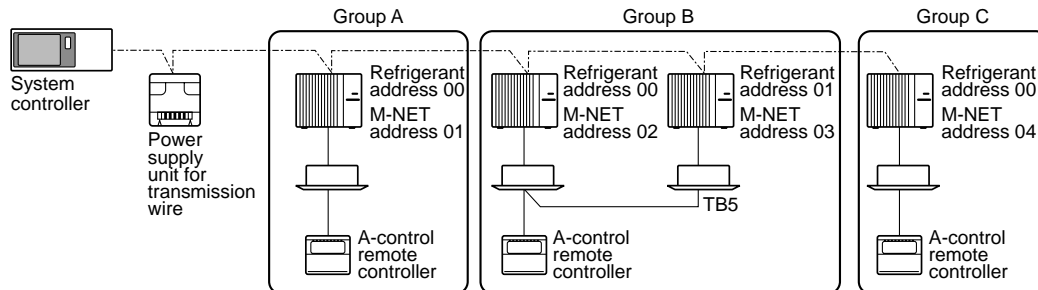 Group A
Group B
Group C
System
controller
Power
supply
unit for
transmission
wire
Refrigerant
address 00
M-NET
address 01
A-control
remote
controller
Refrigerant
address 00
M-NET
address 02
Refrigerant
address 01
M-NET
address 03
TB5
A-control
remote
controller
Refrigerant
address 00
M-NET
address 04
A-control
remote
controller